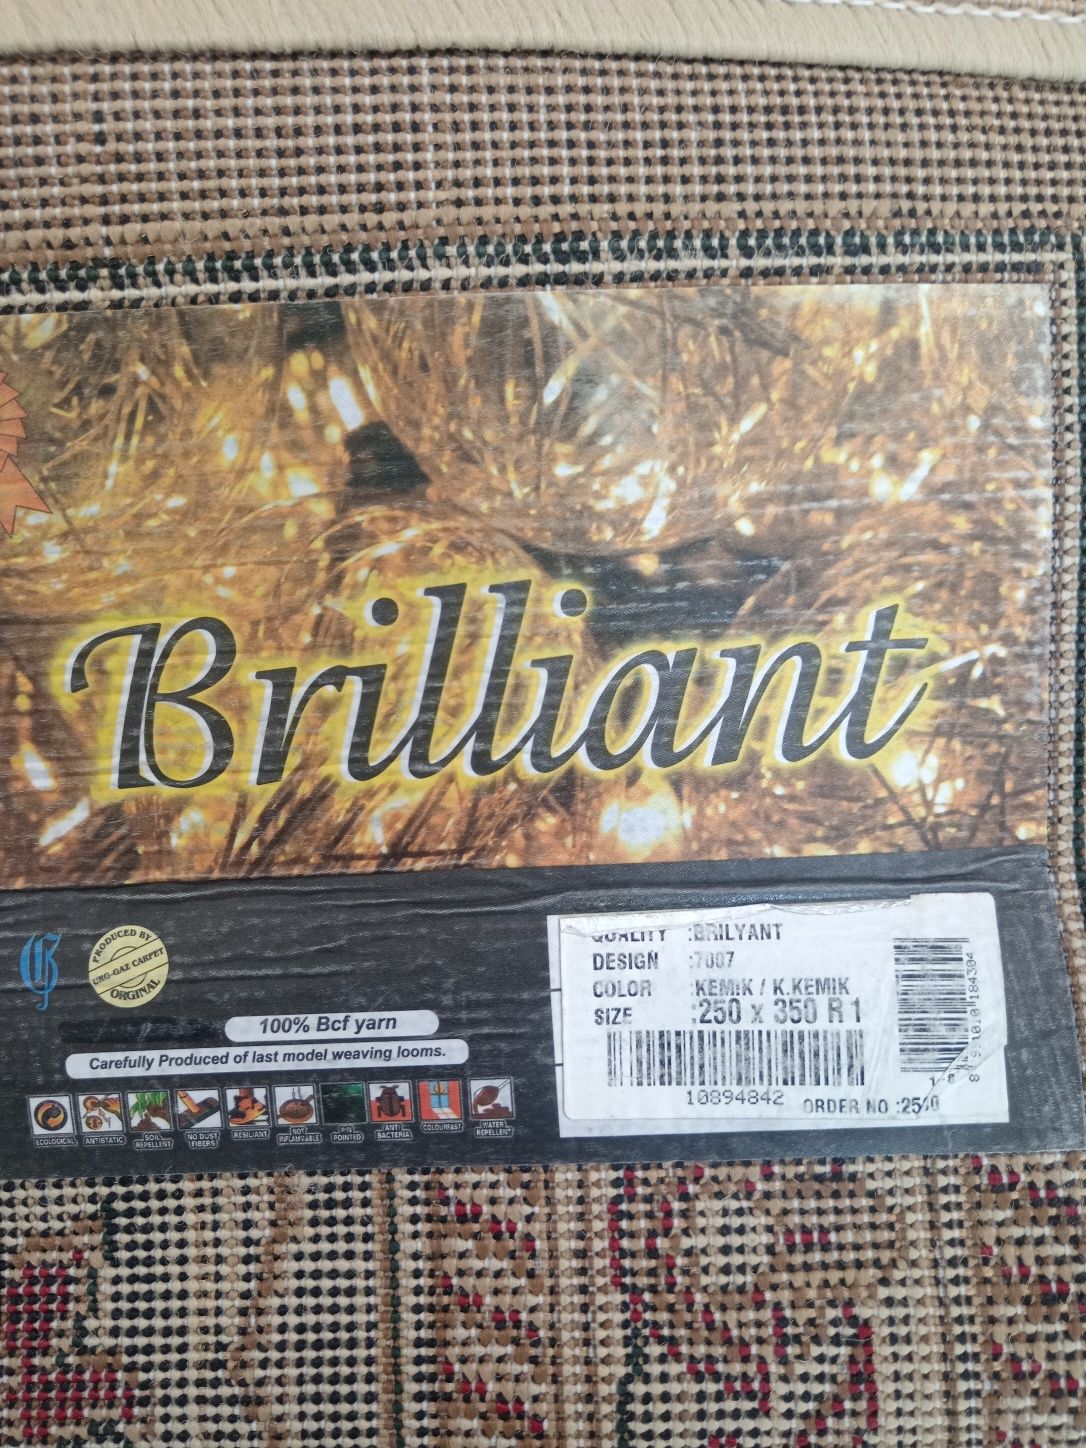 Brilliant
PRODUCED BY
URG-GAZ CARPET
ORGINAL
100% Bcf yarn
Carefully Produced of last model weaving looms.
ECOLOGICAL
ANTISTATIC
SOIL REPELLENT
NO DUST FIBERS
RESILIANT
NOT INFLAMMABLE
PIN POINTED
ANTI BACTERIA
COLOURFAST
WATER REPELLENT
QUALITY :BRILYANT
DESIGN :7007
COLOR :KEMİK / K.KEMIK
SIZE :250 x 350 R 1
10894842
ORDER NO :2540